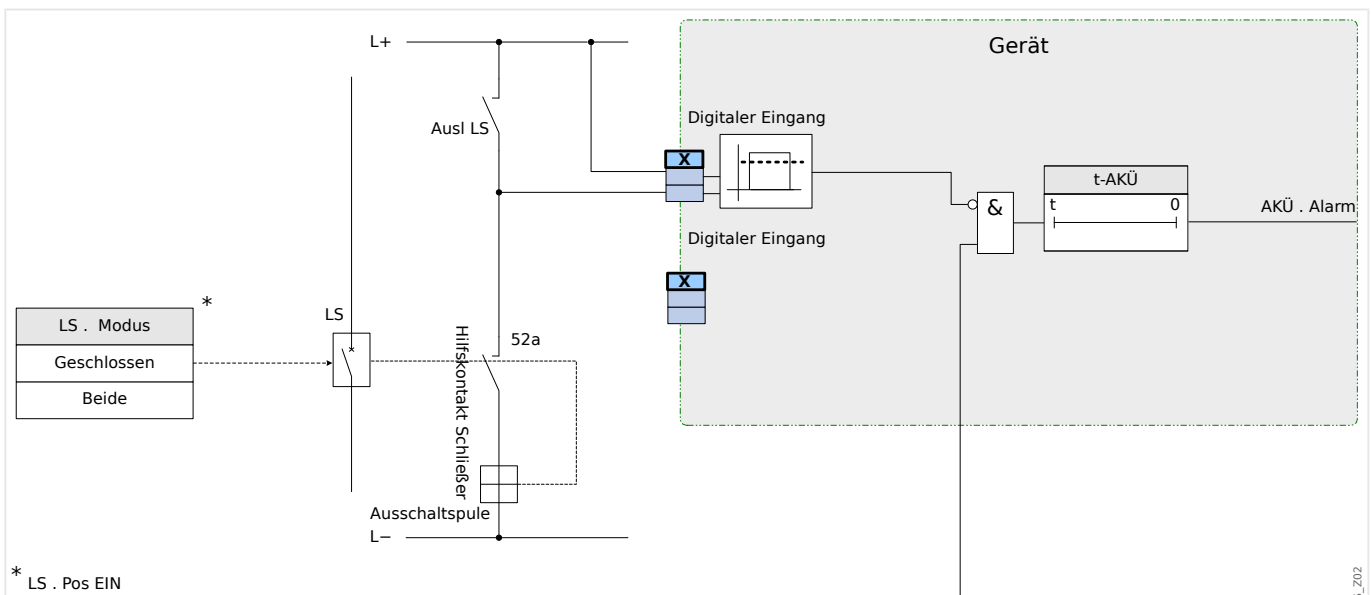 Gerät
L+
Digitaler Eingang
X
Ausl LS
t-AKÜ
t 0
&
AKÜ . Alarm
Digitaler Eingang
X
*
LS . Modus
Geschlossen
Beide
LS
52a
Hilfskontakt Schließer
Ausschaltspule
L−
* LS . Pos EIN
_Z02